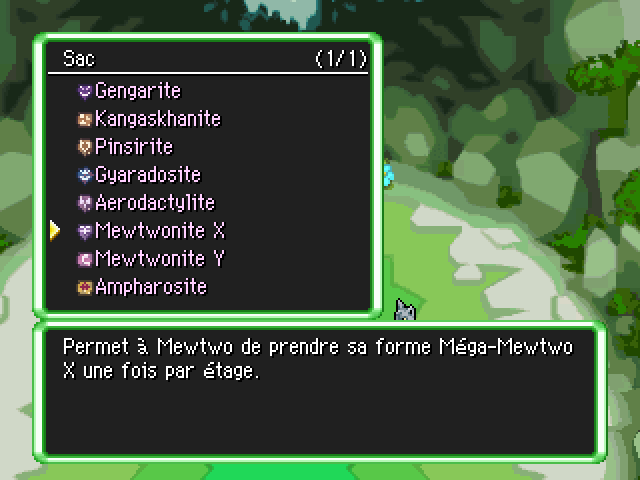 Sac (1/1)
Gengarite
Kangaskhanite
Pinsirite
Gyaradosite
Aerodactylite
Mewtwonite X
Mewtwonite Y
Ampharosite
Permet à Mewtwo de prendre sa forme Méga-Mewtwo
X une fois par étage.